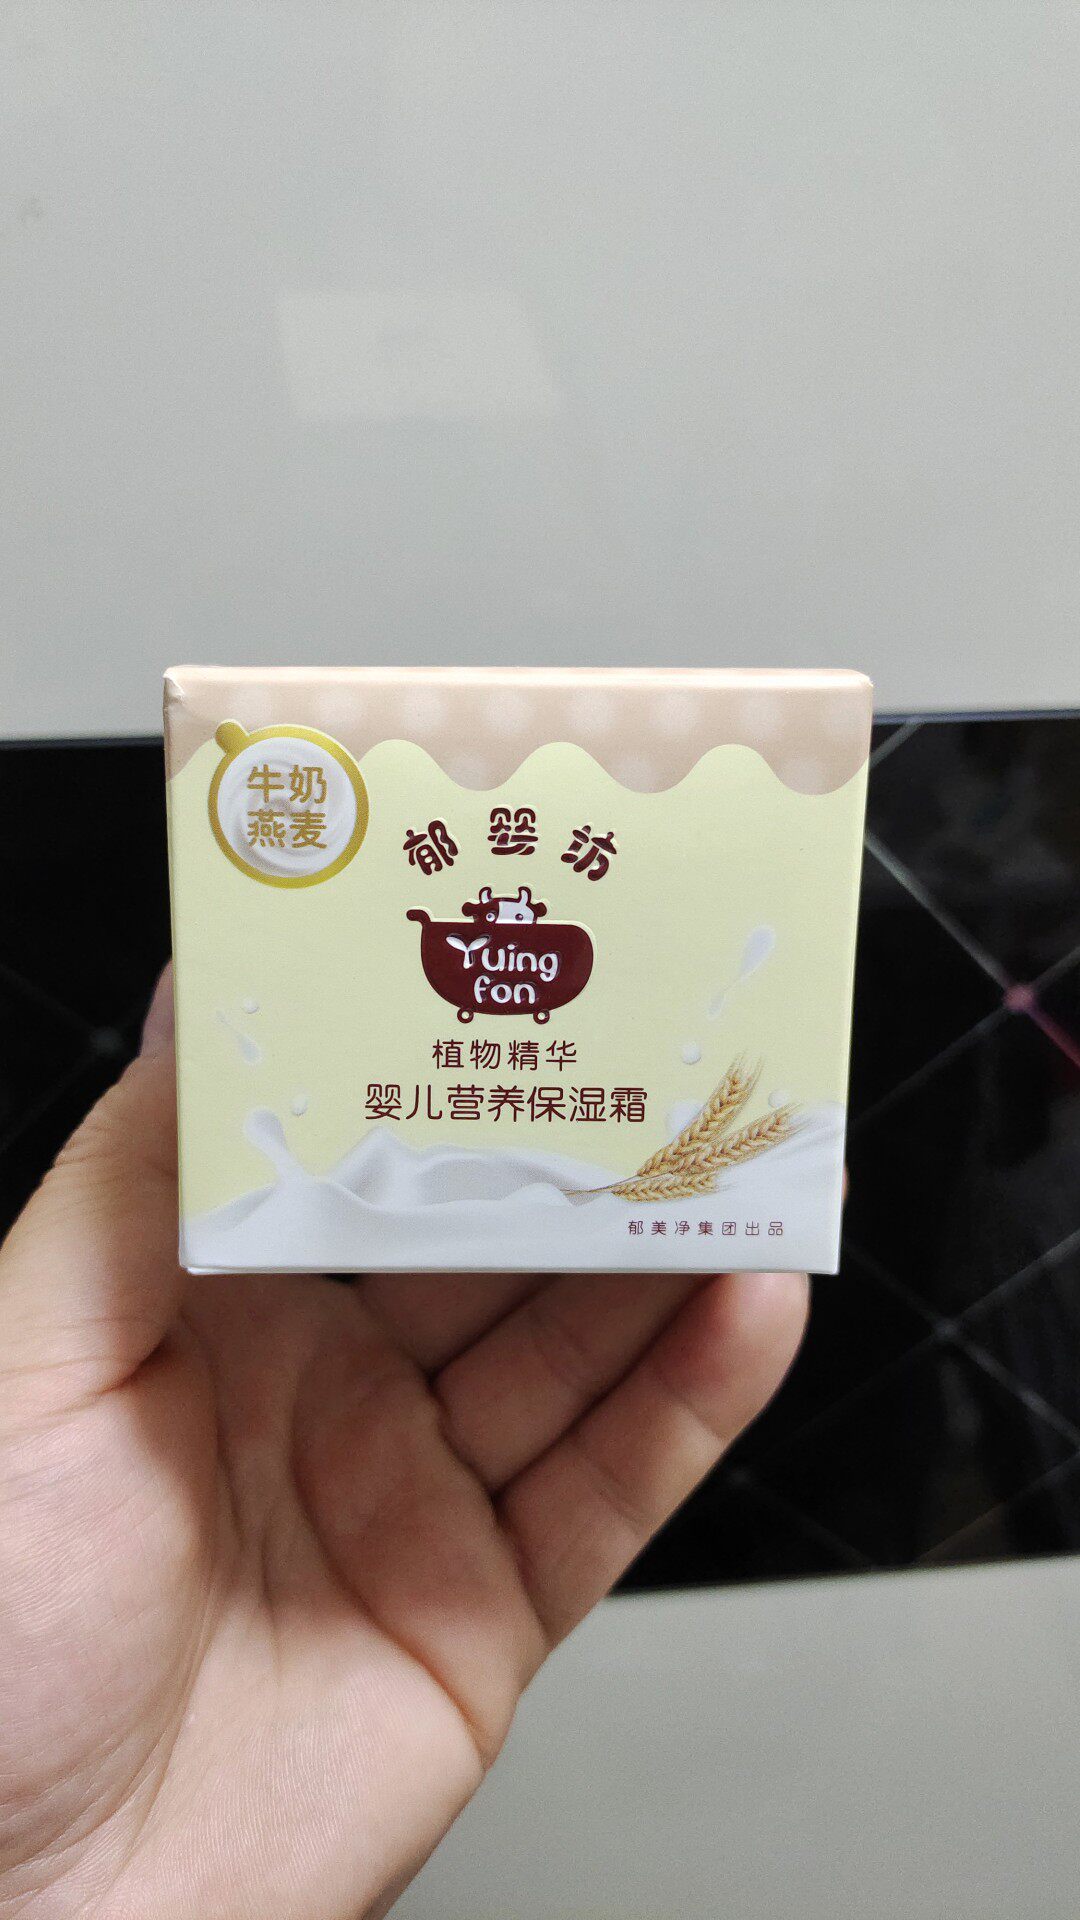 牛奶
燕麦
郁婴坊
Yuing
fon
植物精华
婴儿营养保湿霜
郁美净集团出品